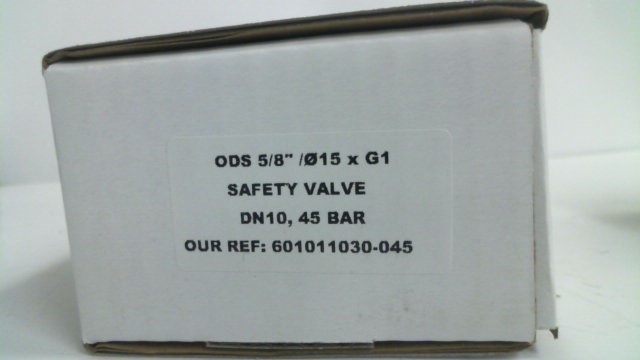 ODS 5/8" /Ø15 x G1
SAFETY VALVE
DN10, 45 BAR
OUR REF: 601011030-045